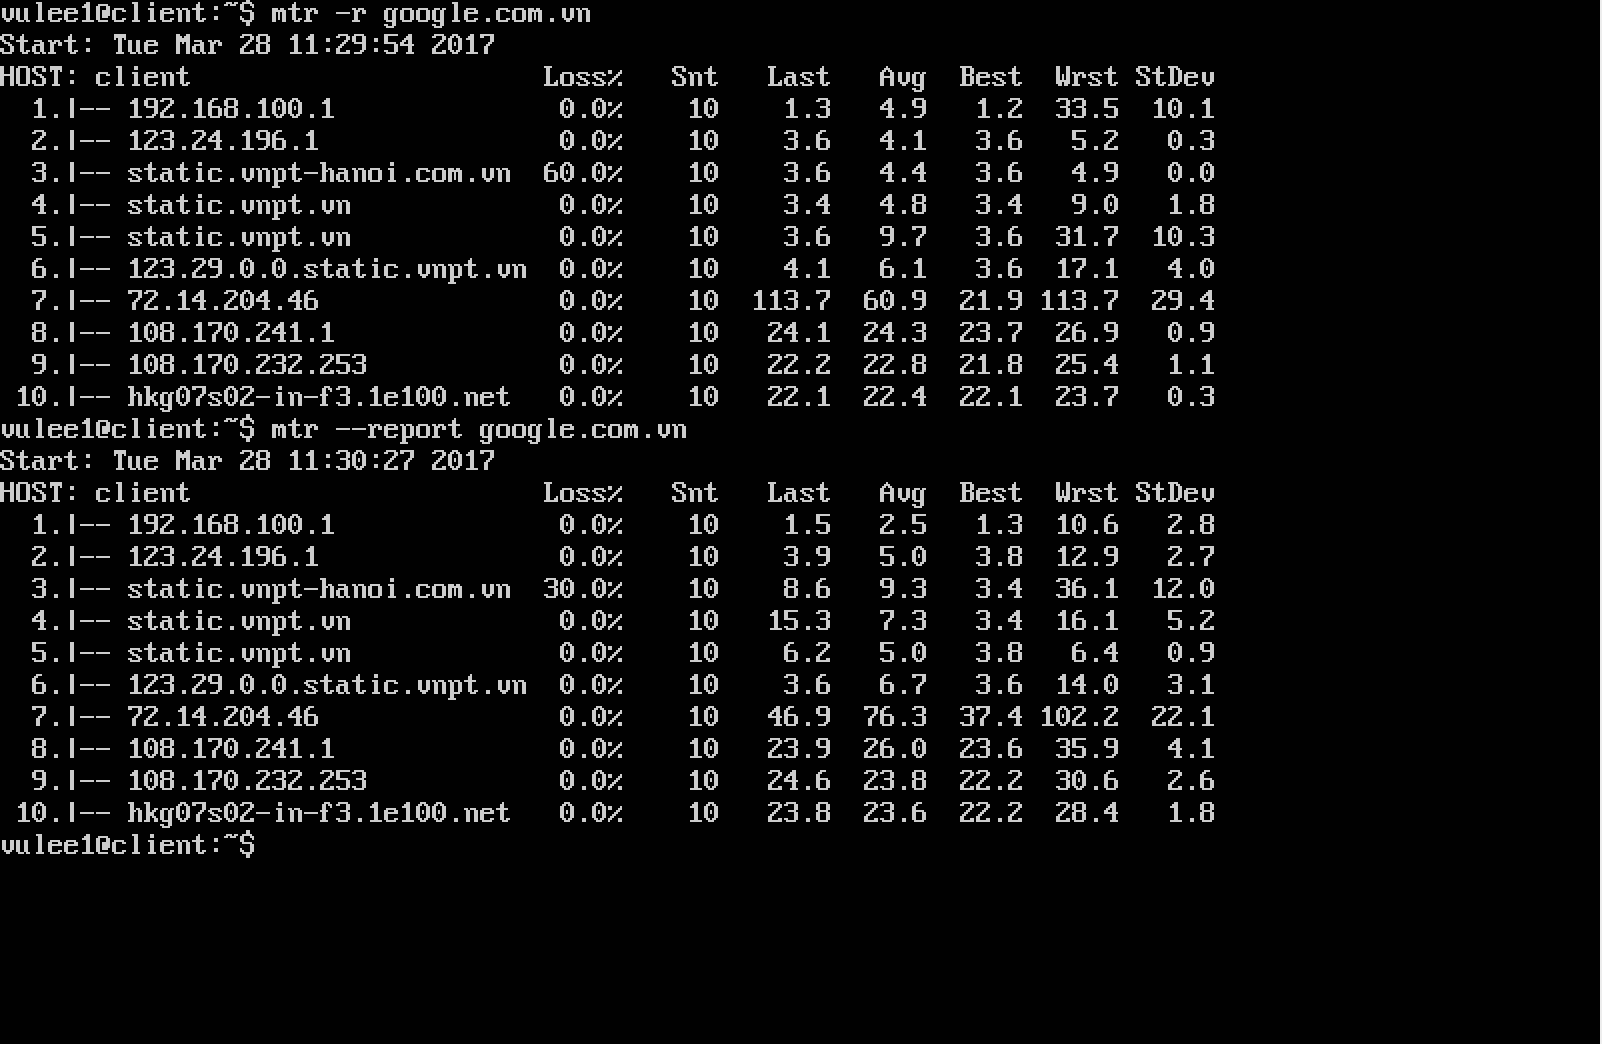 vulee1@client:~$ mtr -r google.com.vn
Start: Tue Mar 28 11:29:54 2017
HOST: client                      Loss%   Snt   Last   Avg  Best  Wrst StDev
  1.|-- 192.168.100.1              0.0%    10    1.3   4.9   1.2  33.5  10.1
  2.|-- 123.24.196.1               0.0%    10    3.6   4.1   3.6   5.2   0.3
  3.|-- static.vnpt-hanoi.com.vn  60.0%    10    3.6   4.4   3.6   4.9   0.0
  4.|-- static.vnpt.vn             0.0%    10    3.4   4.8   3.4   9.0   1.8
  5.|-- static.vnpt.vn             0.0%    10    3.6   9.7   3.6  31.7  10.3
  6.|-- 123.29.0.0.static.vnpt.vn  0.0%    10    4.1   6.1   3.6  17.1   4.0
  7.|-- 72.14.204.46               0.0%    10  113.7  60.9  21.9 113.7  29.4
  8.|-- 108.170.241.1              0.0%    10   24.1  24.3  23.7  26.9   0.9
  9.|-- 108.170.232.253            0.0%    10   22.2  22.8  21.8  25.4   1.1
 10.|-- hkg07s02-in-f3.1e100.net   0.0%    10   22.1  22.4  22.1  23.7   0.3
vulee1@client:~$ mtr --report google.com.vn
Start: Tue Mar 28 11:30:27 2017
HOST: client                      Loss%   Snt   Last   Avg  Best  Wrst StDev
  1.|-- 192.168.100.1              0.0%    10    1.5   2.5   1.3  10.6   2.8
  2.|-- 123.24.196.1               0.0%    10    3.9   5.0   3.8  12.9   2.7
  3.|-- static.vnpt-hanoi.com.vn  30.0%    10    8.6   9.3   3.4  36.1  12.0
  4.|-- static.vnpt.vn             0.0%    10   15.3   7.3   3.4  16.1   5.2
  5.|-- static.vnpt.vn             0.0%    10    6.2   5.0   3.8   6.4   0.9
  6.|-- 123.29.0.0.static.vnpt.vn  0.0%    10    3.6   6.7   3.6  14.0   3.1
  7.|-- 72.14.204.46               0.0%    10   46.9  76.3  37.4 102.2  22.1
  8.|-- 108.170.241.1              0.0%    10   23.9  26.0  23.6  35.9   4.1
  9.|-- 108.170.232.253            0.0%    10   24.6  23.8  22.2  30.6   2.6
 10.|-- hkg07s02-in-f3.1e100.net   0.0%    10   23.8  23.6  22.2  28.4   1.8
vulee1@client:~$